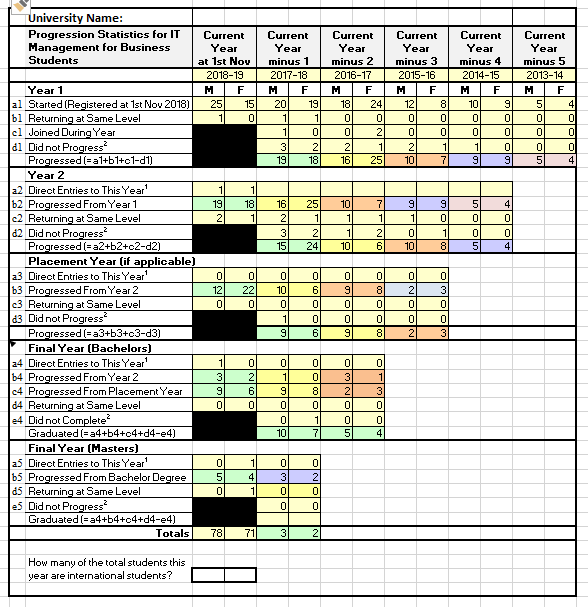 University Name:
Progression Statistics for IT Management for Business Students Current Year at 1st Nov Current Year minus 1 Current Year minus 2 Current Year minus 3 Current Year minus 4 Current Year minus 5
2018-19 2017-18 2016-17 2015-16 2014-15 2013-14
Year 1 M F M F M F M F M F M F
a1 Started (Registered at 1st Nov 2018) 25 15 20 19 18 24 12 8 10 9 5 4
b1 Returning at Same Level 1 0 1 1 1 1 0 0 0 0 0 0
c1 Joined During Year 1 0 0 2 0 0 0 0 0 0
d1 Did not Progress² 3 2 2 1 2 1 1 0 0 0
Progressed (=a1+b1+c1-d1) 19 18 16 25 10 7 9 9 5 4
Year 2
a2 Direct Entries to This Year¹ 1 1
b2 Progressed From Year 1 19 18 16 25 10 7 9 9 5 4
c2 Returning at Same Level 2 1 2 1 1 1 1 0 0 0
d2 Did not Progress² 3 2 1 2 0 1 0 0
Progressed (=a2+b2+c2-d2) 15 24 10 6 10 8 5 4
Placement Year (if applicable)
a3 Direct Entries to This Year¹ 0 0 0 0 0 0 0 0
b3 Progressed From Year 2 12 22 10 6 9 8 2 3
c3 Returning at Same Level 0 0 0 0 0 0 0 0
d3 Did not Progress² 1 0 0 0 0 0
Progressed (=a3+b3+c3-d3) 9 6 9 8 2 3
Final Year (Bachelors)
a4 Direct Entries to This Year¹ 1 0 0 0 0 0
b4 Progressed From Year 2 3 2 1 0 3 1
c4 Progressed From Placement Year 9 6 9 8 2 3
d4 Returning at Same Level 0 0 0 0 0 0
e4 Did not Complete² 0 1 0 0
Graduated (=a4+b4+c4+d4-e4) 10 7 5 4
Final Year (Masters)
a5 Direct Entries to This Year¹ 0 1 0 0
b5 Progressed From Bachelor Degree 5 4 3 2
d5 Returning at Same Level 0 1 0 0
e5 Did not Progress² 0 0
Graduated (=a4+b4+c4+d4-e4)
Totals 78 71 3 2
How many of the total students this
year are international students?